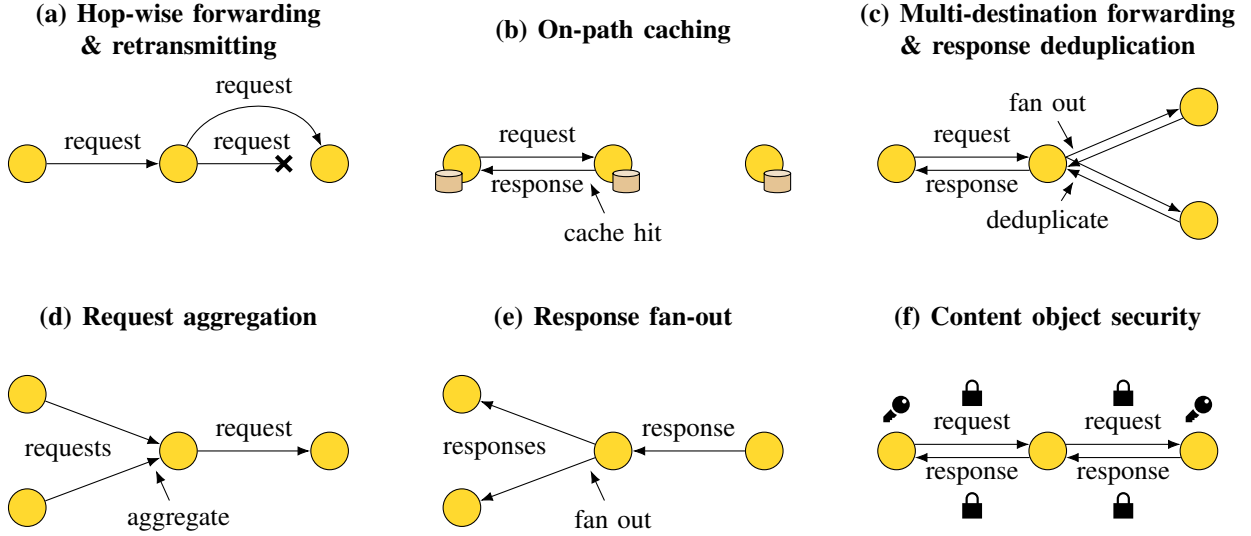 (a) Hop-wise forwarding
& retransmitting
request
request
request
(b) On-path caching
request
response
cache hit
(c) Multi-destination forwarding
& response deduplication
fan out
request
response
deduplicate
(d) Request aggregation
requests
request
aggregate
(e) Response fan-out
responses
response
fan out
(f) Content object security
request
request
response
response